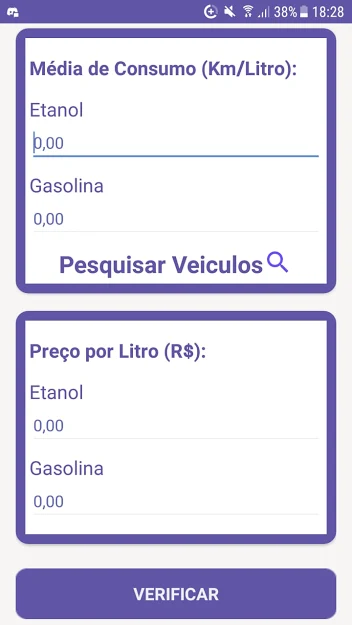 38% 18:28
Média de Consumo (Km/Litro):
Etanol
0,00
Gasolina
0,00
Pesquisar Veiculos
Preço por Litro (R$):
Etanol
0,00
Gasolina
0,00
VERIFICAR